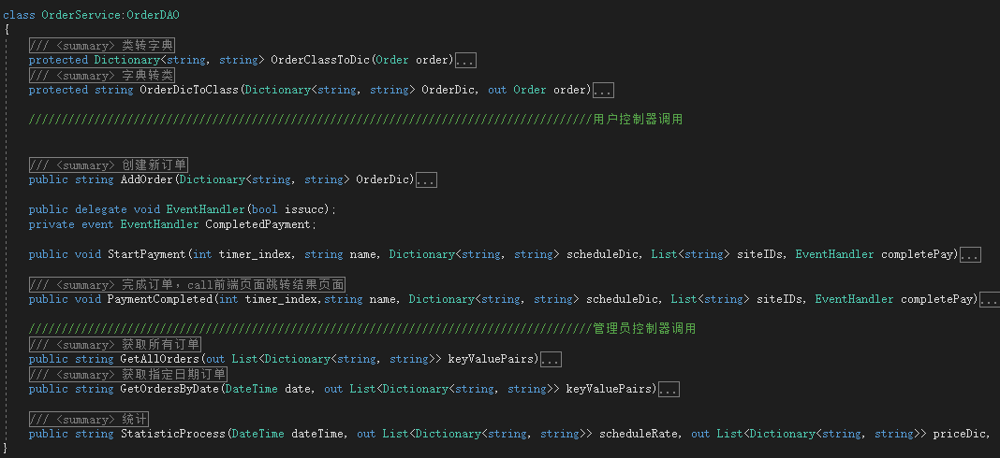 class OrderService:OrderDAO
{
/// <summary> 类转字典
protected Dictionary<string, string> OrderClassToDic(Order order)...
/// <summary> 字典转类
protected string OrderDicToClass(Dictionary<string, string> OrderDic, out Order order)...
//////////////////////////////////////////////////////////////////////////////////////用户控制器调用
/// <summary> 创建新订单
public string AddOrder(Dictionary<string, string> OrderDic)...
public delegate void EventHandler(bool issucc);
private event EventHandler CompletedPayment;
public void StartPayment(int timer_index, string name, Dictionary<string, string> scheduleDic, List<string> siteIDs, EventHandler completePay)...
/// <summary> 完成订单，call前端页面跳转结果页面
public void PaymentCompleted(int timer_index,string name, Dictionary<string, string> scheduleDic, List<string> siteIDs, EventHandler completePay)...
//////////////////////////////////////////////////////////////////////////////////////管理员控制器调用
/// <summary> 获取所有订单
public string GetAllOrders(out List<Dictionary<string, string>> keyValuePairs)...
/// <summary> 获取指定日期订单
public string GetOrdersByDate(DateTime date, out List<Dictionary<string, string>> keyValuePairs)...
/// <summary> 统计
public string StatisticProcess(DateTime dateTime, out List<Dictionary<string, string>> scheduleRate, out List<Dictionary<string, string>> priceDic,
}